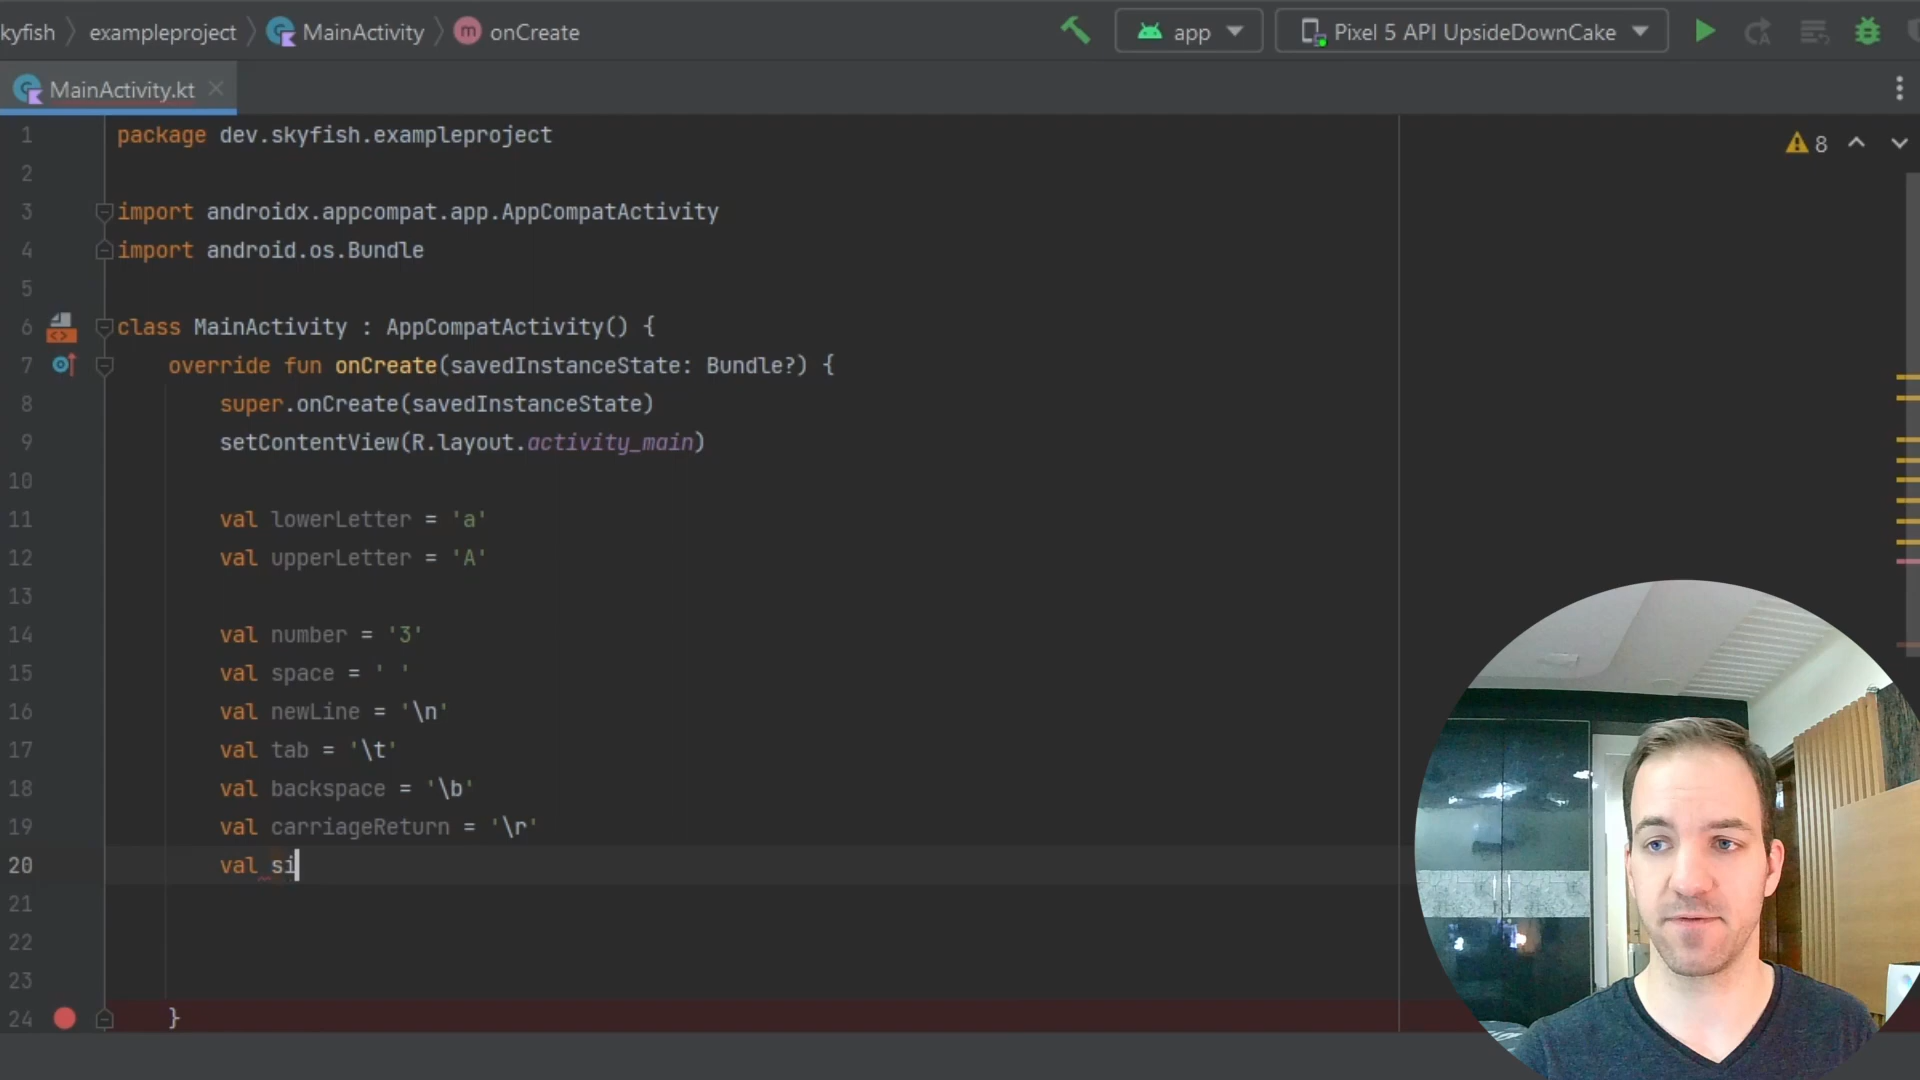 kyfish exampleproject MainActivity onCreate app Pixel 5 API UpsideDownCake
MainActivity.kt
8
1 package dev.skyfish.exampleproject
2
3 import androidx.appcompat.app.AppCompatActivity
4 import android.os.Bundle
5
6 class MainActivity : AppCompatActivity() {
7 override fun onCreate(savedInstanceState: Bundle?) {
8 super.onCreate(savedInstanceState)
9 setContentView(R.layout.activity_main)
10
11 val lowerLetter = 'a'
12 val upperLetter = 'A'
13
14 val number = '3'
15 val space = ' '
16 val newLine = '\n'
17 val tab = '\t'
18 val backspace = '\b'
19 val carriageReturn = '\r'
20 val si
21
22
23
24 }